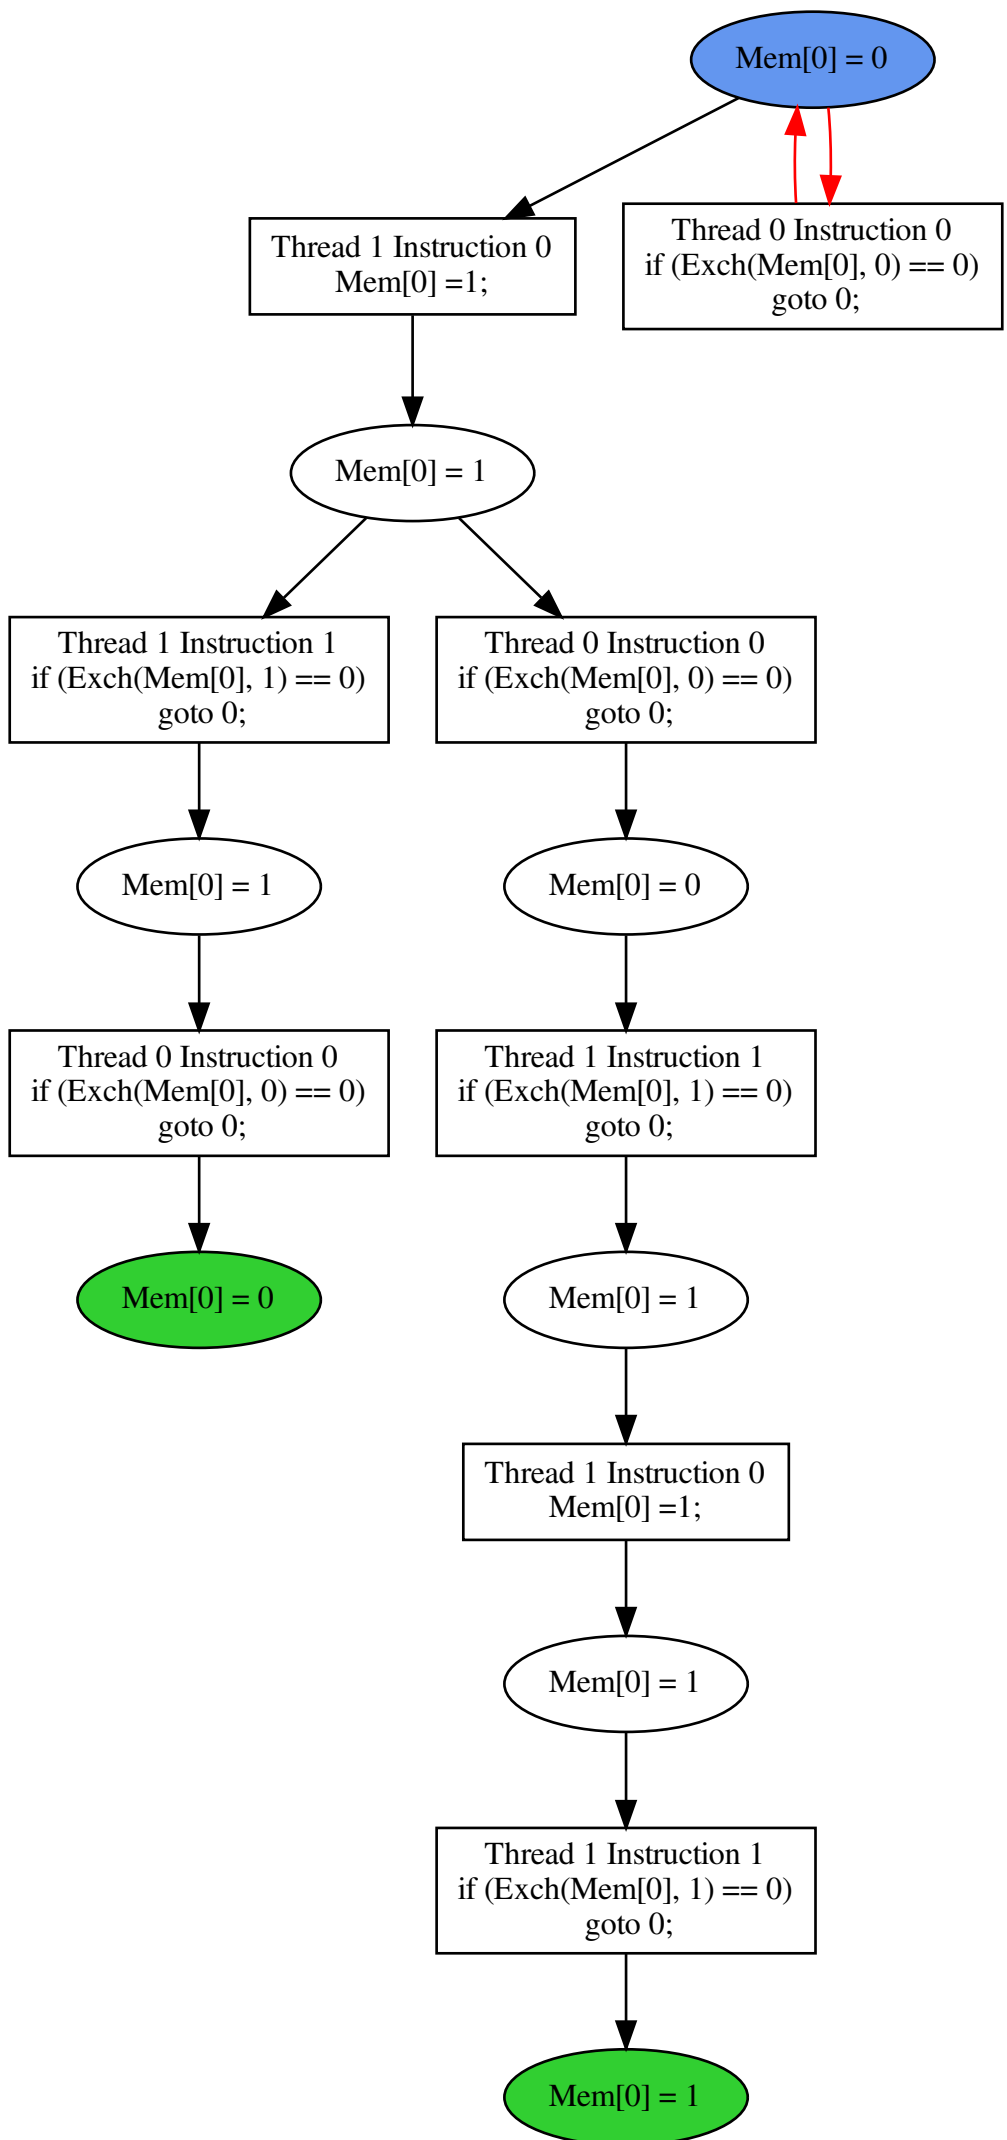 Mem[0] = 0
Thread 1 Instruction 0
Mem[0] =1;
Thread 0 Instruction 0
if (Exch(Mem[0], 0) == 0)
goto 0;
Mem[0] = 1
Thread 1 Instruction 1
if (Exch(Mem[0], 1) == 0)
goto 0;
Thread 0 Instruction 0
if (Exch(Mem[0], 0) == 0)
goto 0;
Mem[0] = 1
Mem[0] = 0
Thread 0 Instruction 0
if (Exch(Mem[0], 0) == 0)
goto 0;
Thread 1 Instruction 1
if (Exch(Mem[0], 1) == 0)
goto 0;
Mem[0] = 0
Mem[0] = 1
Thread 1 Instruction 0
Mem[0] =1;
Mem[0] = 1
Thread 1 Instruction 1
if (Exch(Mem[0], 1) == 0)
goto 0;
Mem[0] = 1